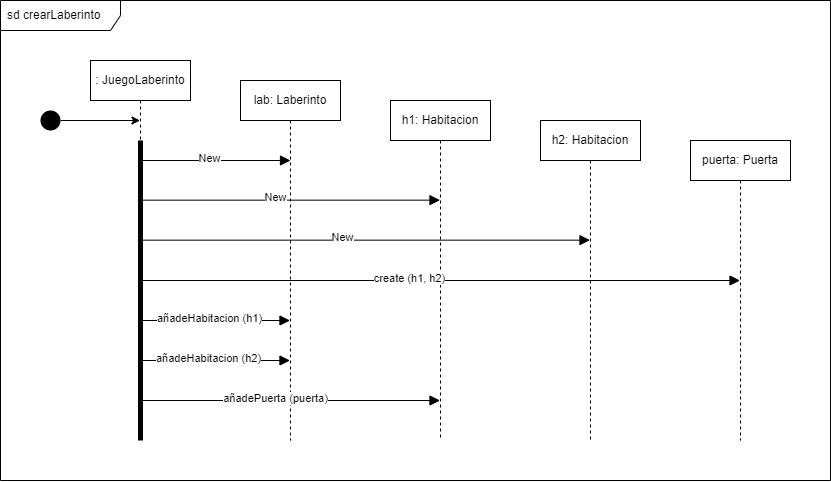 sd crearLaberinto
: JuegoLaberinto
lab: Laberinto
h1: Habitacion
h2: Habitacion
puerta: Puerta
New
New
New
create (h1, h2)
añadeHabitacion (h1)
añadeHabitacion (h2)
añadePuerta (puerta)